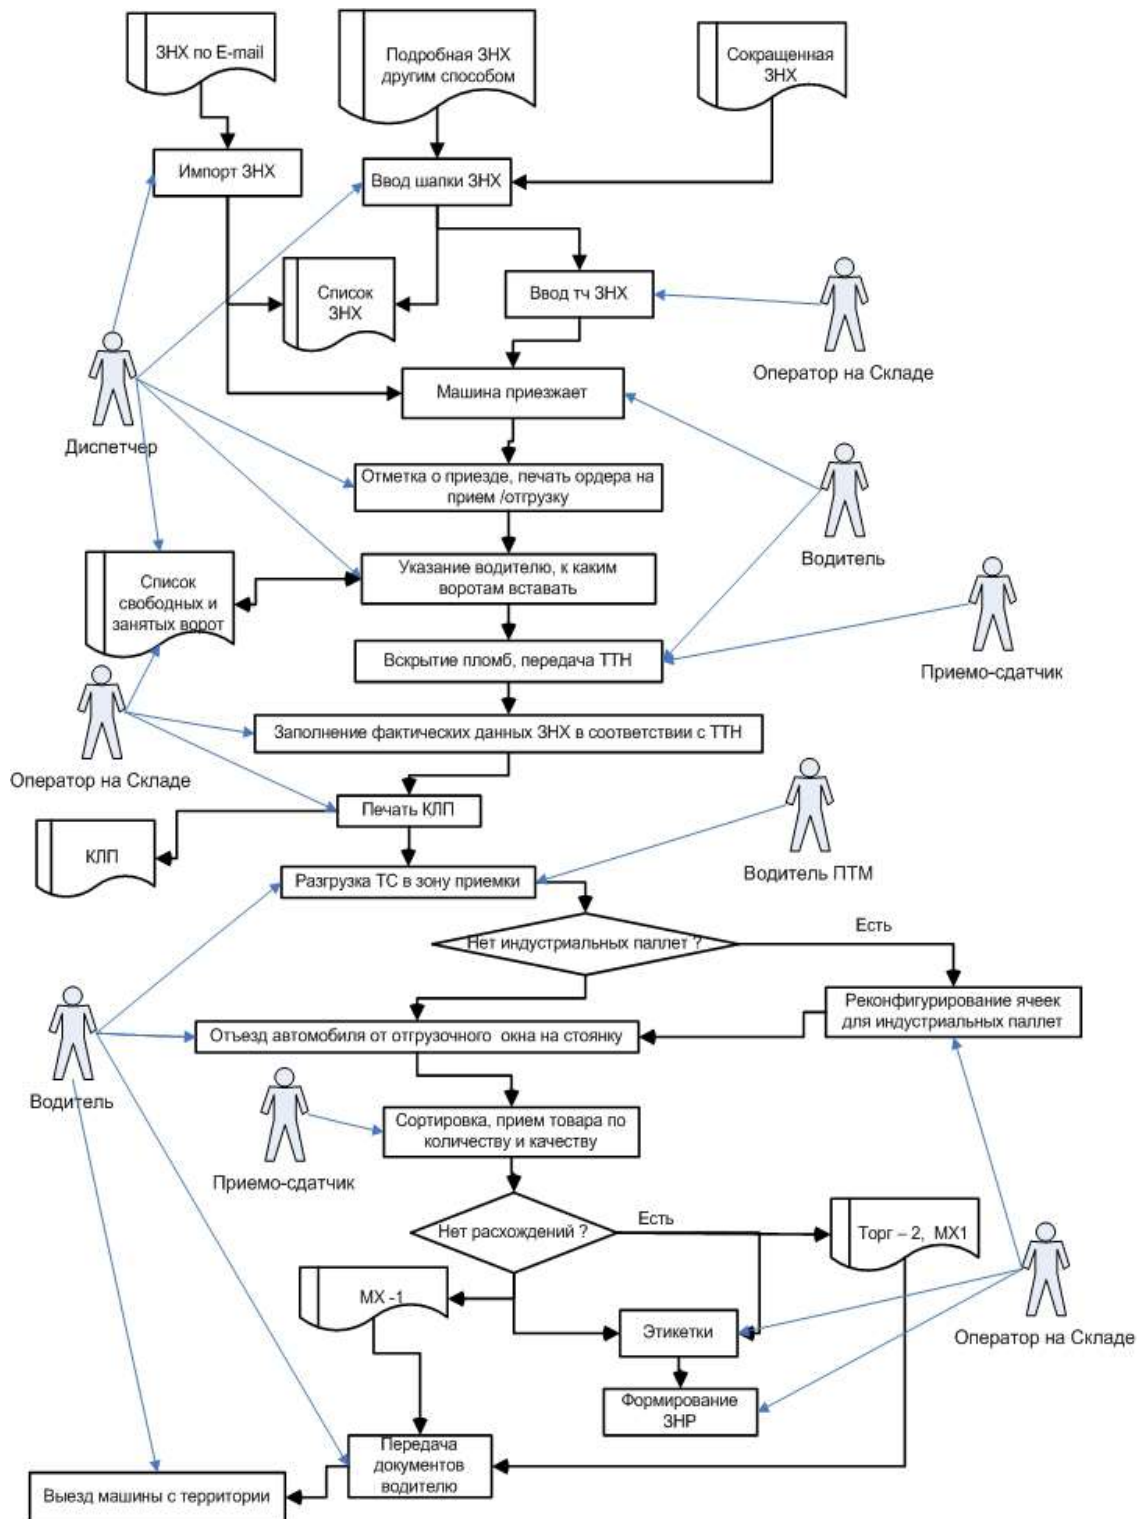 ЗНХ по E-mail
Подробная ЗНХ
другим способом
Сокращенная
ЗНХ
Импорт ЗНХ
Ввод шапки ЗНХ
Список
ЗНХ
Ввод тч ЗНХ
Оператор на Складе
Машина приезжает
Диспетчер
Отметка о приезде, печать ордера на
прием /отгрузку
Водитель
Список
свободных и
занятых ворот
Указание водителю, к каким
воротам вставать
Вскрытие пломб, передача ТТН
Приемо-сдатчик
Заполнение фактических данных ЗНХ в соответствии с ТТН
Оператор на Складе
Печать КЛП
КЛП
Разгрузка ТС в зону приемки
Водитель ПТМ
Нет индустриальных паллет ?
Есть
Реконфигурирование ячеек
для индустриальных паллет
Отъезд автомобиля от отгрузочного окна на стоянку
Водитель
Сортировка, прием товара по
количеству и качеству
Приемо-сдатчик
Нет расхождений ?
Есть
Торг – 2, МХ1
МХ -1
Этикетки
Оператор на Складе
Формирование
ЗНР
Передача
документов
водителю
Выезд машины с территории